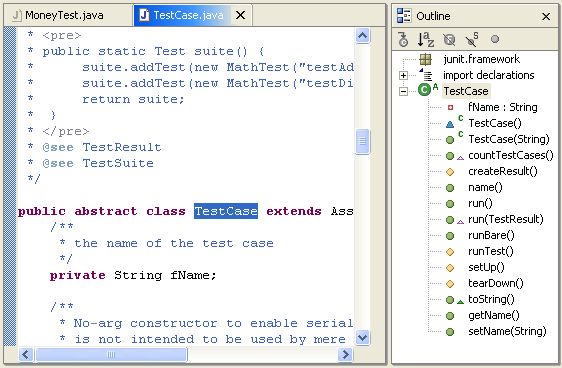 MoneyTest.java
TestCase.java
* <pre>
* public static Test suite() {
* suite.addTest(new MathTest("testAd
* suite.addTest(new MathTest("testDi
* return suite;
* }
* </pre>
* @see TestResult
* @see TestSuite
*/
public abstract class TestCase extends Ass
/**
* the name of the test case
*/
private String fName;
/**
* No-arg constructor to enable serial
* is not intended to be used by mere
Outline
junit.framework
import declarations
TestCase
fName : String
TestCase()
TestCase(String)
countTestCases()
createResult()
name()
run()
run(TestResult)
runBare()
runTest()
setUp()
tearDown()
toString()
getName()
setName(String)